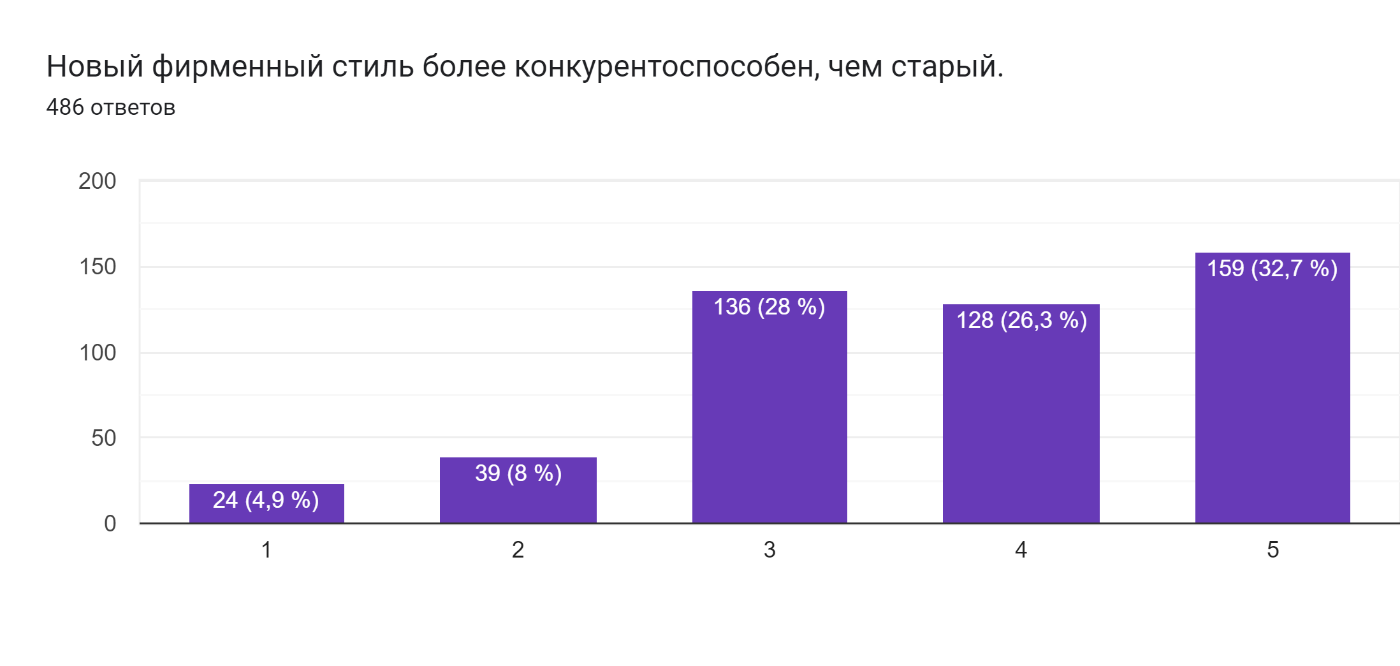 Новый фирменный стиль более конкурентоспособен, чем старый.
486 ответов
200
150
100
50
0
24 (4,9 %)
39 (8 %)
136 (28 %)
128 (26,3 %)
159 (32,7 %)
1
2
3
4
5